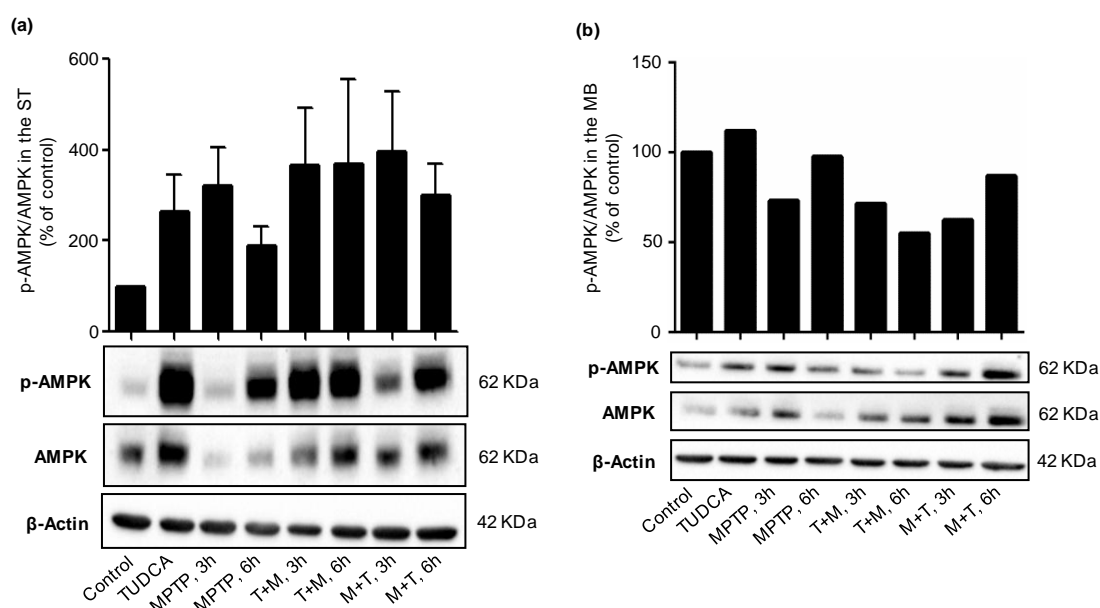 (a)
p-AMPK/AMPK in the ST
(% of control)
600
400
200
0
p-AMPK
62 KDa
AMPK
62 KDa
β-Actin
42 KDa
Control
TUDCA
MPTP, 3h
MPTP, 6h
T+M, 3h
T+M, 6h
M+T, 3h
M+T, 6h
(b)
p-AMPK/AMPK in the MB
(% of control)
150
100
50
0
p-AMPK
62 KDa
AMPK
62 KDa
β-Actin
42 KDa
Control
TUDCA
MPTP, 3h
MPTP, 6h
T+M, 3h
T+M, 6h
M+T, 3h
M+T, 6h